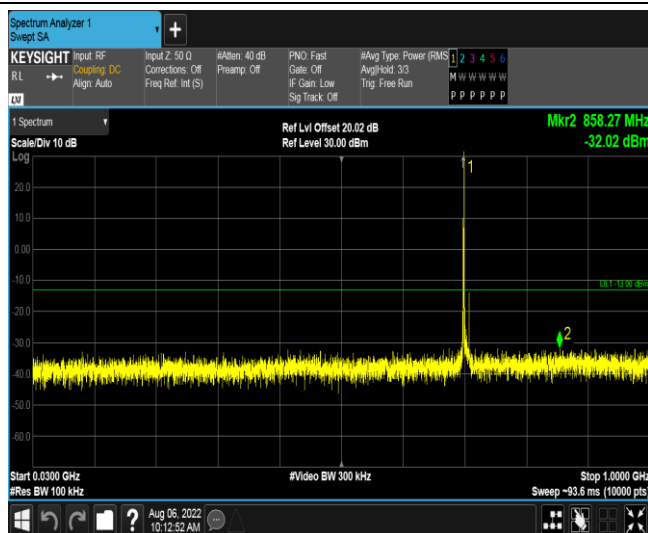 Spectrum Analyzer 1
Swept SA
KEYSIGHT
RL
LXI
Input: RF
Coupling: DC
Align: Auto
Input Z: 50 Ω
Corrections: Off
Freq Ref: Int (S)
#Atten: 40 dB
Preamp: Off
PNO: Fast
Gate: Off
IF Gain: Low
Sig Track: Off
#Avg Type: Power (RMS
Avg|Hold: 3/3
Trig: Free Run
1 2 3 4 5 6
M W W W W W
P P P P P P
1 Spectrum
Scale/Div 10 dB
Ref Lvl Offset 20.02 dB
Ref Level 30.00 dBm
Mkr2 858.27 MHz
-32.02 dBm
Log
1
20.0
10.0
0.00
-10.0
DL1 -13.00 dBm
-20.0
-30.0
2
-40.0
-50.0
-60.0
Start 0.0300 GHz
#Res BW 100 kHz
#Video BW 300 kHz
Stop 1.0000 GHz
Sweep ~93.6 ms (10000 pts)
?
Aug 06, 2022
10:12:52 AM